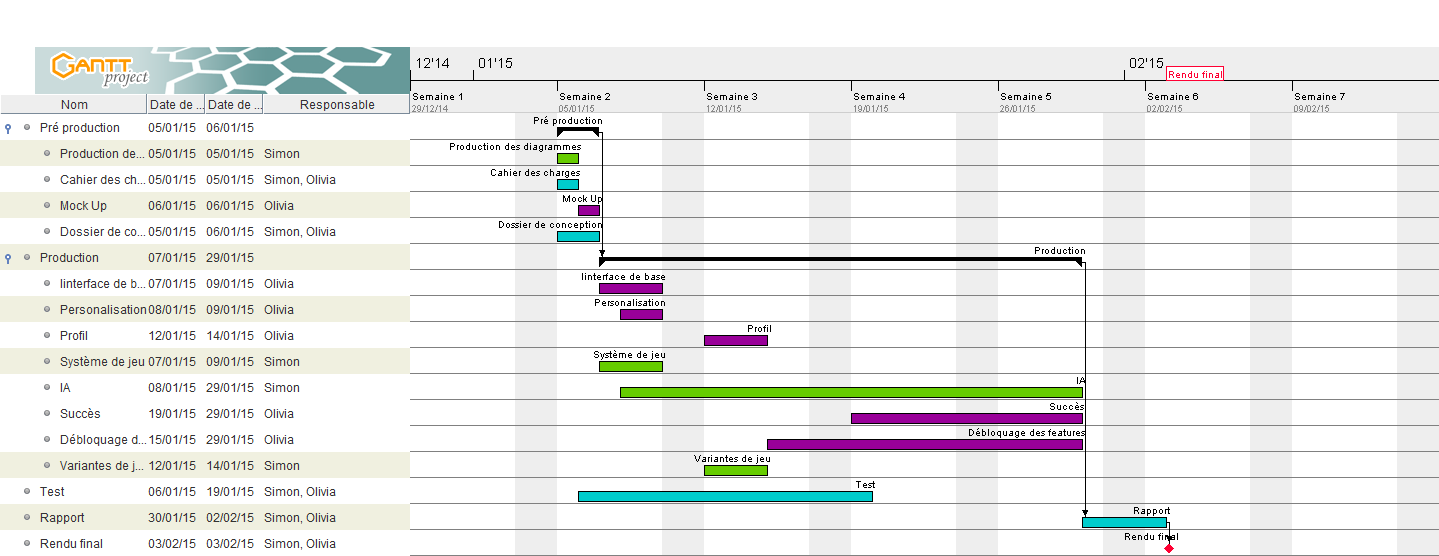 GANTT
project
12'14 01'15 02'15
Rendu final
Nom Date de ... Date de ... Responsable
Semaine 1 Semaine 2 Semaine 3 Semaine 4 Semaine 5 Semaine 6 Semaine 7
29/12/14 05/01/15 12/01/15 19/01/15 26/01/15 02/02/15 09/02/15
Pré production 05/01/15 06/01/15 Pré production
Production de... 05/01/15 05/01/15 Simon Production des diagrammes
Cahier des ch... 05/01/15 05/01/15 Simon, Olivia Cahier des charges
Mock Up 06/01/15 06/01/15 Olivia Mock Up
Dossier de co... 05/01/15 06/01/15 Simon, Olivia Dossier de conception
Production 07/01/15 29/01/15 Production
Iinterface de b... 07/01/15 09/01/15 Olivia Iinterface de base
Personalisation 08/01/15 09/01/15 Olivia Personalisation
Profil 12/01/15 14/01/15 Olivia Profil
Système de jeu 07/01/15 09/01/15 Simon Système de jeu
IA 08/01/15 29/01/15 Simon IA
Succès 19/01/15 29/01/15 Olivia Succès
Débloquage d... 15/01/15 29/01/15 Olivia Débloquage des features
Variantes de j... 12/01/15 14/01/15 Simon Variantes de jeu
Test 06/01/15 19/01/15 Simon, Olivia Test
Rapport 30/01/15 02/02/15 Simon, Olivia Rapport
Rendu final 03/02/15 03/02/15 Simon, Olivia Rendu final